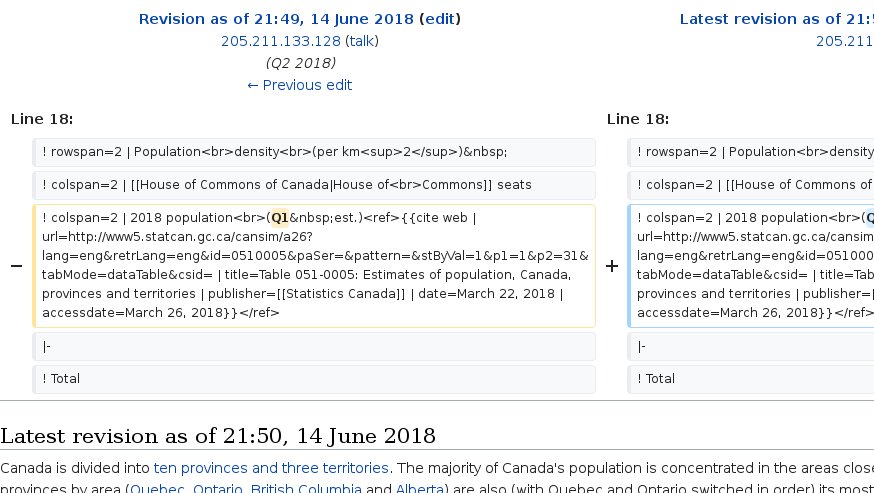 Revision as of 21:49, 14 June 2018 (edit)
205.211.133.128 (talk)
(Q2 2018)
← Previous edit
Latest revision as of 21:
205.211
Line 18:
Line 18:
! rowspan=2 | Population<br>density<br>(per km<sup>2</sup>)&nbsp;
! rowspan=2 | Population<br>density
! colspan=2 | [[House of Commons of Canada|House of<br>Commons]] seats
! colspan=2 | [[House of Commons of
−
! colspan=2 | 2018 population<br>(Q1&nbsp;est.)<ref>{{cite web |
url=http://www5.statcan.gc.ca/cansim/a26?
lang=eng&retrLang=eng&id=0510005&paSer=&pattern=&stByVal=1&p1=1&p2=31&
tabMode=dataTable&csid= | title=Table 051-0005: Estimates of population, Canada,
provinces and territories | publisher=[[Statistics Canada]] | date=March 22, 2018 |
accessdate=March 26, 2018}}</ref>
+
! colspan=2 | 2018 population<br>(Q
url=http://www5.statcan.gc.ca/cansim
lang=eng&retrLang=eng&id=051000
tabMode=dataTable&csid= | title=Tab
provinces and territories | publisher=[
accessdate=March 26, 2018}}</ref>
|-
|-
! Total
! Total
Latest revision as of 21:50, 14 June 2018
Canada is divided into ten provinces and three territories. The majority of Canada's population is concentrated in the areas close
provinces by area (Quebec, Ontario, British Columbia and Alberta) are also (with Quebec and Ontario switched in order) its most